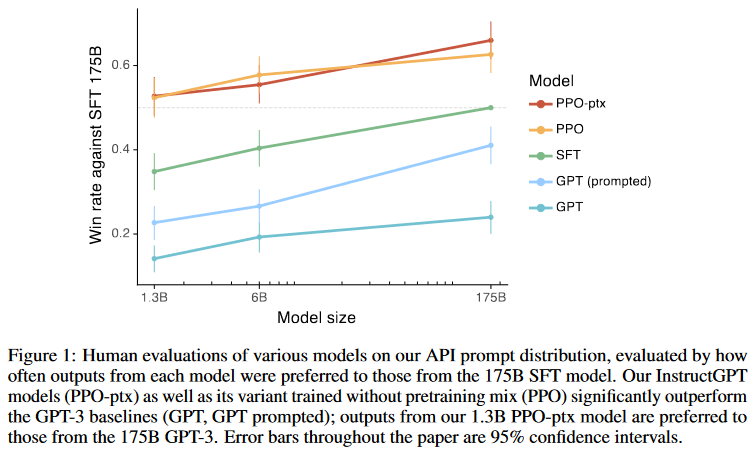 Win rate against SFT 175B
0.6
0.4
0.2
1.3B
6B
175B
Model size
Model
PPO-ptx
PPO
SFT
GPT (prompted)
GPT
Figure 1: Human evaluations of various models on our API prompt distribution, evaluated by how
often outputs from each model were preferred to those from the 175B SFT model. Our InstructGPT
models (PPO-ptx) as well as its variant trained without pretraining mix (PPO) significantly outperform
the GPT-3 baselines (GPT, GPT prompted); outputs from our 1.3B PPO-ptx model are preferred to
those from the 175B GPT-3. Error bars throughout the paper are 95% confidence intervals.